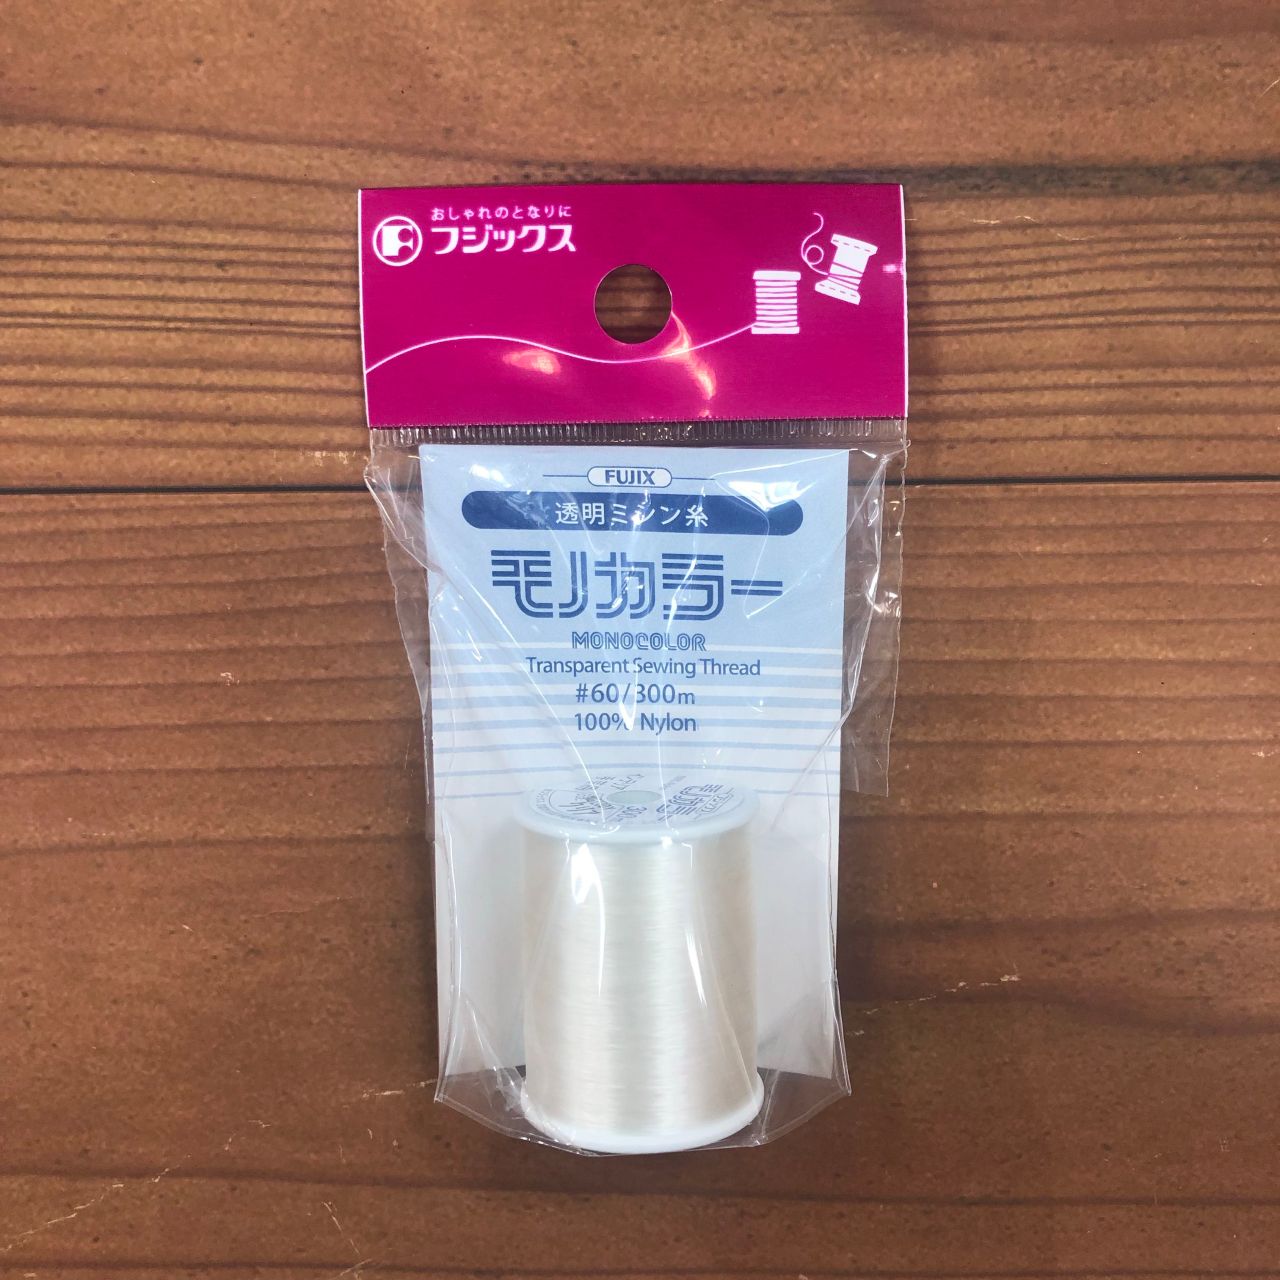 おしゃれのとなりに
フジックス
FUJIX
透明ミシン糸
モノカラー
MONOCOLOR
Transparent Sewing Thread
#60/300m
100% Nylon